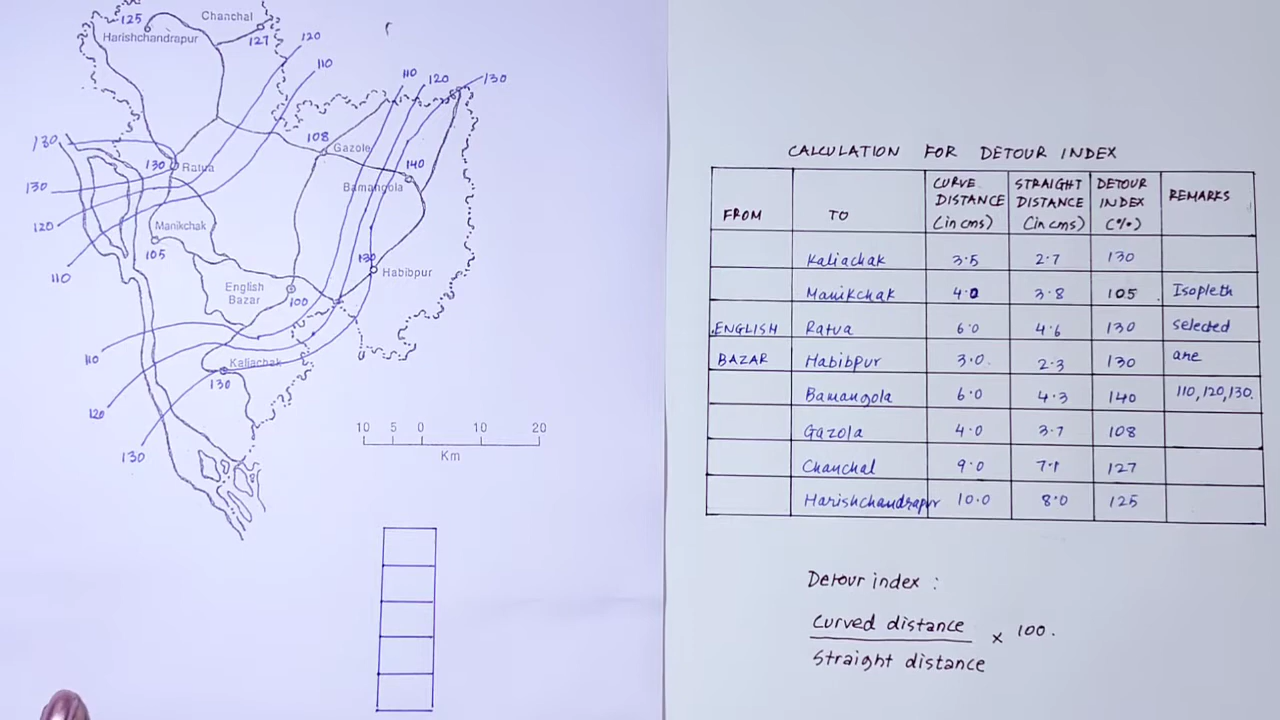 125
Chanchal
Harishchandrapur
127
120
110
110
120
130
130
108
Gazole
130
Ratua
140
Bamangola
130
120
Manikchak
105
110
130
Habibpur
English
Bazar
100
110
Kaliachak
130
120
130
10 5 0 10 20
Km
CALCULATION FOR DETOUR INDEX
FROM TO CURVE DISTANCE (in cms) STRAIGHT DISTANCE (in cms) DETOUR INDEX (%) REMARKS
Kaliachak 3.5 2.7 130
Manikchak 4.0 3.8 105 Isopleth
ENGLISH Ratua 6.0 4.6 130 selected
BAZAR Habibpur 3.0 2.3 130 are
Bamangola 6.0 4.3 140 110, 120, 130.
Gazola 4.0 3.7 108
Chanchal 9.0 7.1 127
Harishchandrapur 10.0 8.0 125
Detour index :
Curved distance × 100.
Straight distance